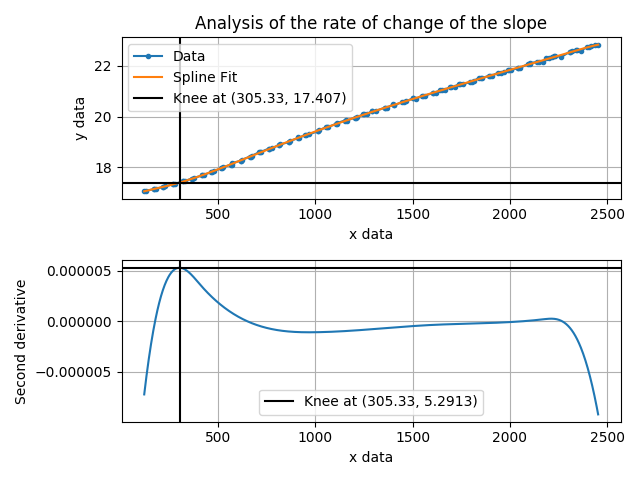 Analysis of the rate of change of the slope
Data
Spline Fit
Knee at (305.33, 17.407)
22
20
18
y data
500 1000 1500 2000 2500
x data
0.000005
0.000000
−0.000005
Second derivative
Knee at (305.33, 5.2913)
500 1000 1500 2000 2500
x data